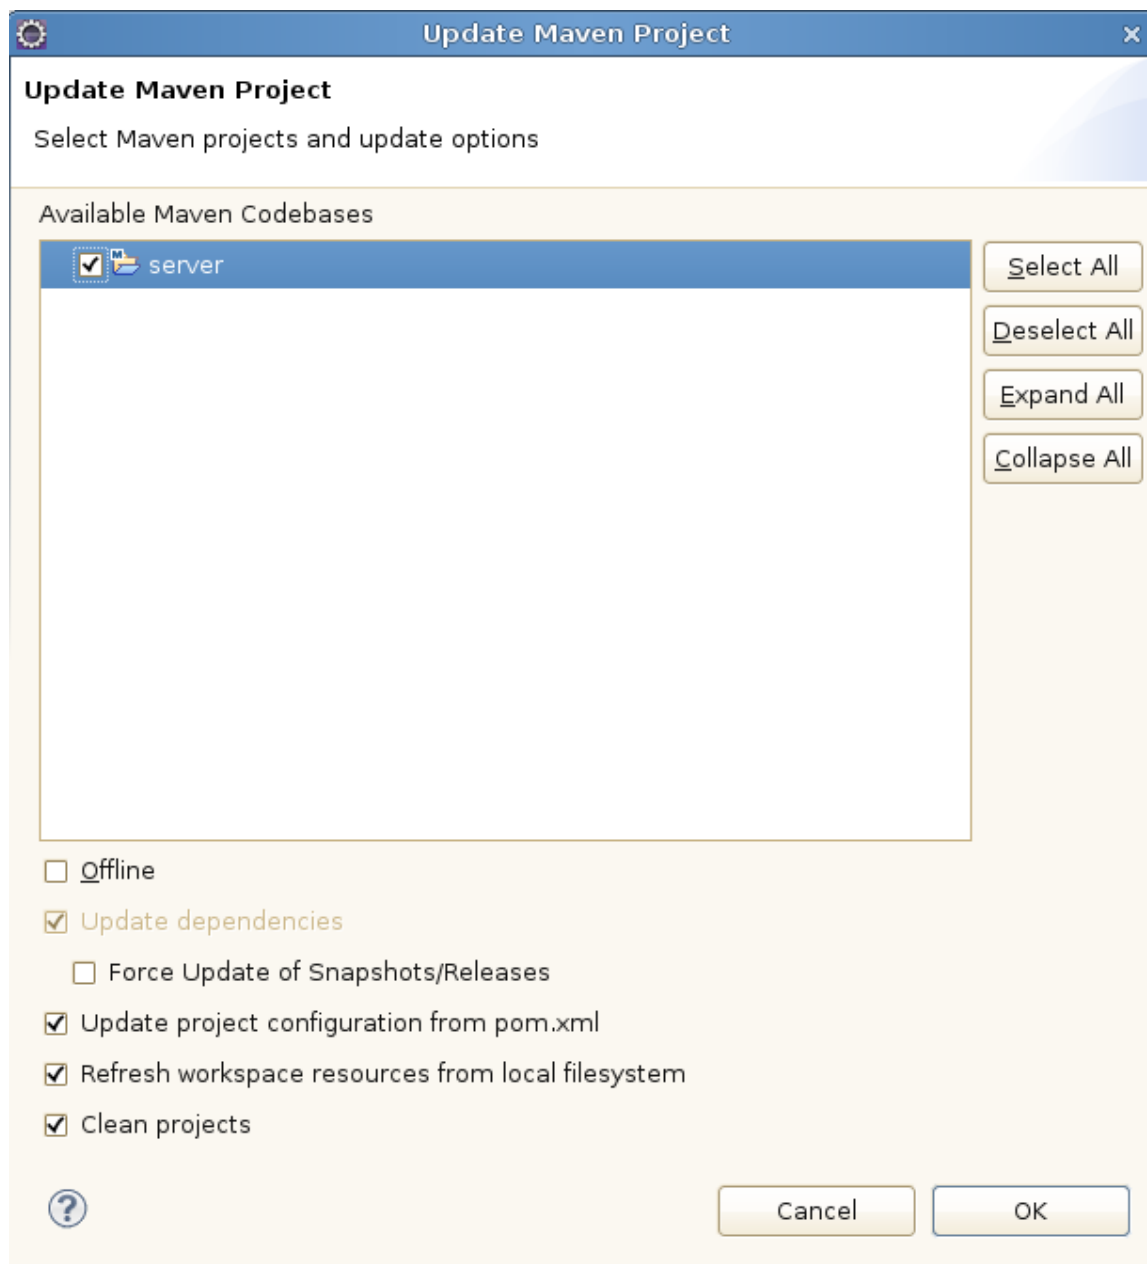 Update Maven Project
Update Maven Project
Select Maven projects and update options
Available Maven Codebases
M server
Select All
Deselect All
Expand All
Collapse All
Offline
Update dependencies
Force Update of Snapshots/Releases
Update project configuration from pom.xml
Refresh workspace resources from local filesystem
Clean projects
?
Cancel
OK